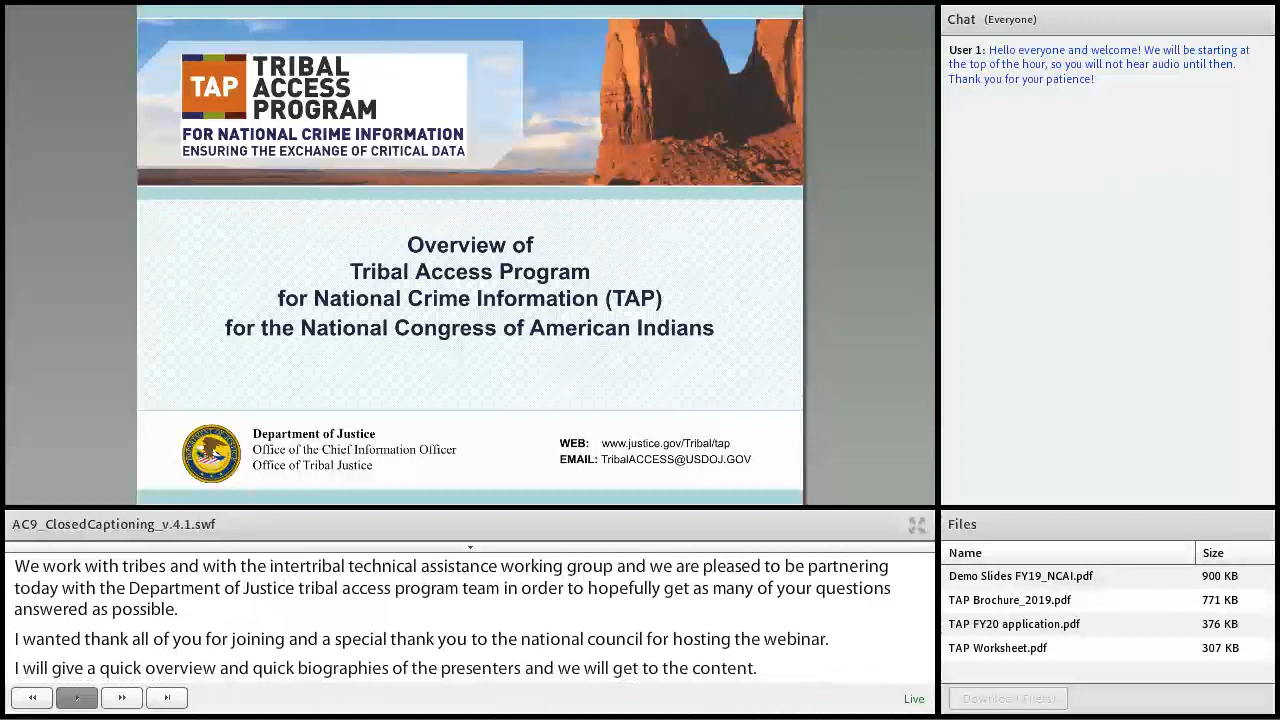 TAP
TRIBAL
ACCESS
PROGRAM
FOR NATIONAL CRIME INFORMATION
ENSURING THE EXCHANGE OF CRITICAL DATA
Overview of
Tribal Access Program
for National Crime Information (TAP)
for the National Congress of American Indians
Department of Justice
Office of the Chief Information Officer
Office of Tribal Justice
WEB: www.justice.gov/Tribal/tap
EMAIL: TribalACCESS@USDOJ.GOV
Chat (Everyone)
User 1: Hello everyone and welcome! We will be starting at
the top of the hour, so you will not hear audio until then.
Thank you for your patience!
AC9_ClosedCaptioning_v.4.1.swf
We work with tribes and with the intertribal technical assistance working group and we are pleased to be partnering
today with the Department of Justice tribal access program team in order to hopefully get as many of your questions
answered as possible.
I wanted thank all of you for joining and a special thank you to the national council for hosting the webinar.
I will give a quick overview and quick biographies of the presenters and we will get to the content.
Live
Files
Name Size
Demo Slides FY19_NCAI.pdf 900 KB
TAP Brochure_2019.pdf 771 KB
TAP FY20 application.pdf 376 KB
TAP Worksheet.pdf 307 KB
Download File(s)